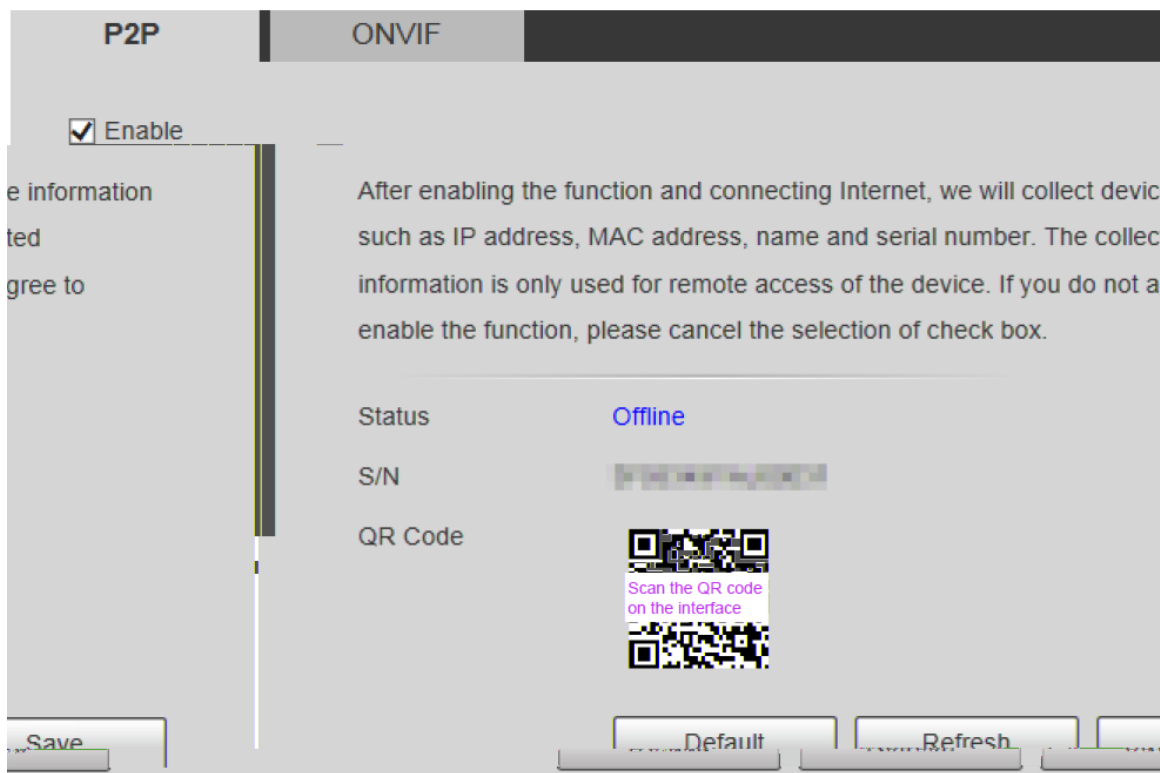 P2P
ONVIF
Enable
After enabling the function and connecting Internet, we will collect devic
e information
such as IP address, MAC address, name and serial number. The collec
ted
information is only used for remote access of the device. If you do not a
gree to
enable the function, please cancel the selection of check box.
Status
Offline
S/N
QR Code
Scan the QR code
on the interface
Save
Default
Refresh